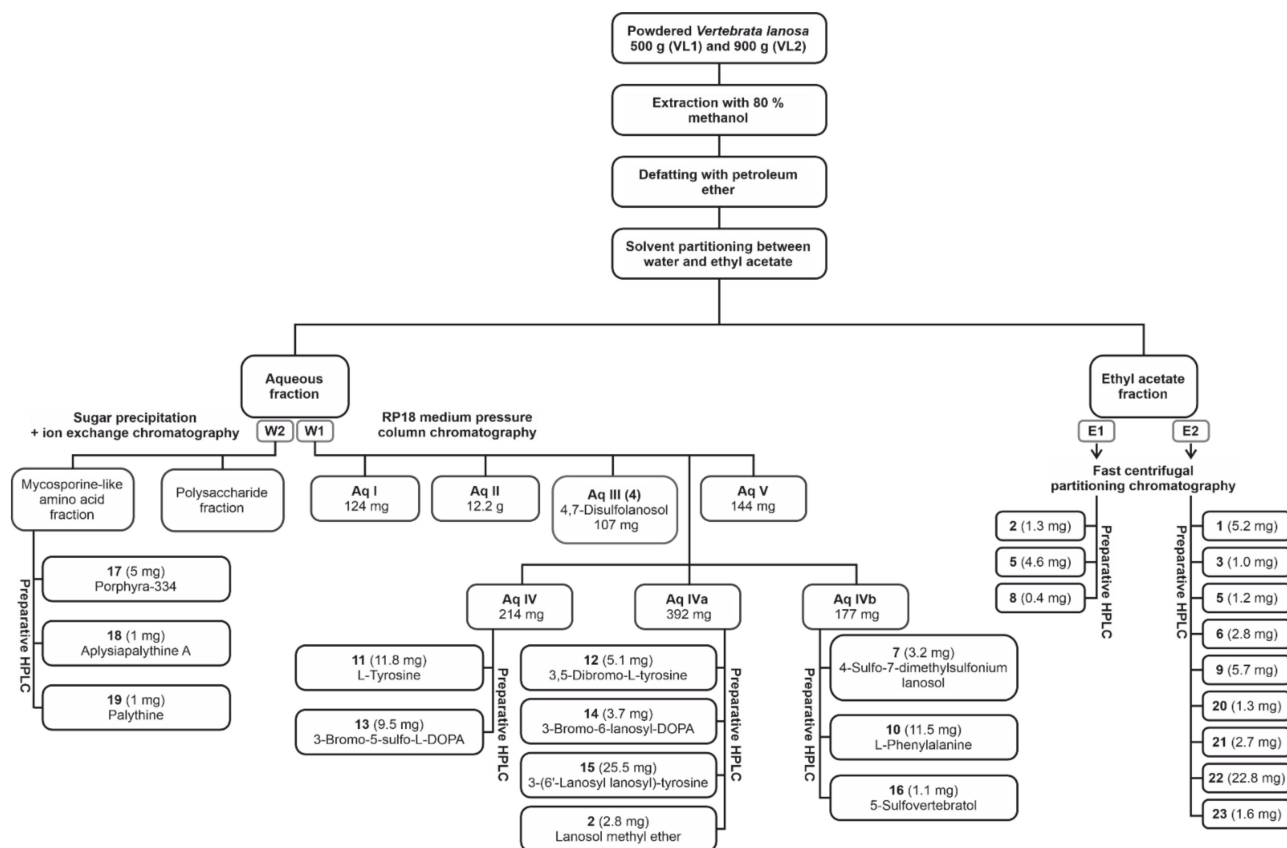 Powdered Vertebrata lanosa
500 g (VL1) and 900 g (VL2)
Extraction with 80 %
methanol
Defatting with petroleum
ether
Solvent partitioning between
water and ethyl acetate
Aqueous
fraction
Ethyl acetate
fraction
Sugar precipitation
+ ion exchange chromatography
W2
W1
RP18 medium pressure
column chromatography
E1
E2
Fast centrifugal
partitioning chromatography
Mycosporine-like
amino acid
fraction
Polysaccharide
fraction
Aq I
124 mg
Aq II
12.2 g
Aq III (4)
4,7-Disulfolanosol
107 mg
Aq V
144 mg
Preparative HPLC
17 (5 mg)
Porphyra-334
18 (1 mg)
Aplysiapalythine A
19 (1 mg)
Palythine
Aq IV
214 mg
Aq IVa
392 mg
Aq IVb
177 mg
11 (11.8 mg)
L-Tyrosine
13 (9.5 mg)
3-Bromo-5-sulfo-L-DOPA
Preparative HPLC
12 (5.1 mg)
3,5-Dibromo-L-tyrosine
14 (3.7 mg)
3-Bromo-6-lanosyl-DOPA
15 (25.5 mg)
3-(6'-Lanosyl lanosyl)-tyrosine
2 (2.8 mg)
Lanosol methyl ether
Preparative HPLC
7 (3.2 mg)
4-Sulfo-7-dimethylsulfonium
lanosol
10 (11.5 mg)
L-Phenylalanine
16 (1.1 mg)
5-Sulfovertebratol
2 (1.3 mg)
5 (4.6 mg)
8 (0.4 mg)
Preparative HPLC
Preparative HPLC
1 (5.2 mg)
3 (1.0 mg)
5 (1.2 mg)
6 (2.8 mg)
9 (5.7 mg)
20 (1.3 mg)
21 (2.7 mg)
22 (22.8 mg)
23 (1.6 mg)